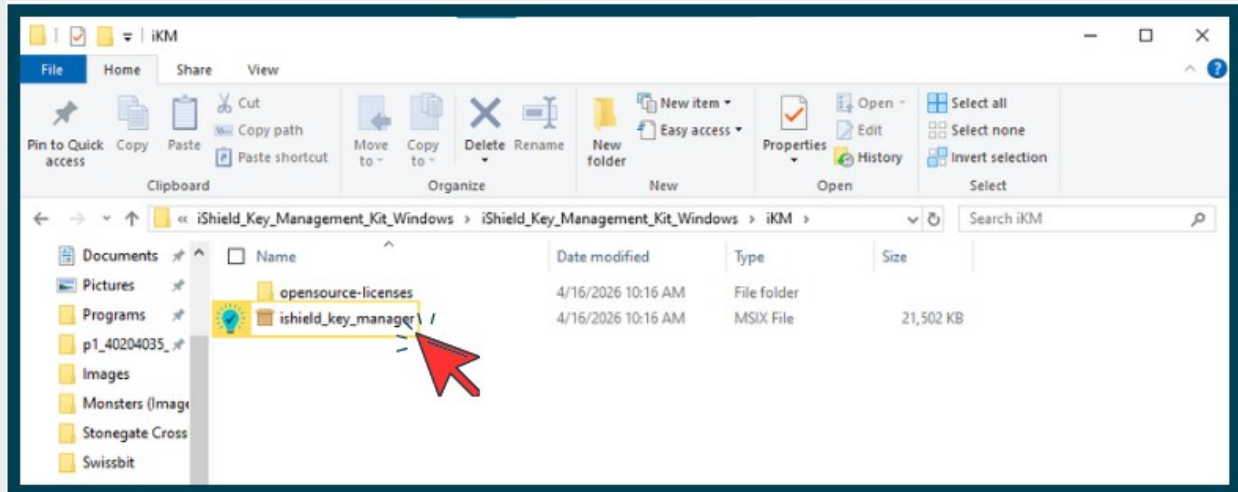 iKM
File Home Share View
Pin to Quick access
Copy
Paste
Cut
Copy path
Paste shortcut
Clipboard
Move to
Copy to
Delete
Rename
Organize
New folder
New item
Easy access
New
Properties
Open
Edit
History
Open
Select all
Select none
Invert selection
Select
« iShield_Key_Management_Kit_Windows > iShield_Key_Management_Kit_Windows > iKM >
Search iKM
Documents
Pictures
Programs
p1_40204035_
Images
Monsters (Image
Stonegate Cross
Swissbit
Name Date modified Type Size
opensource-licenses 4/16/2026 10:16 AM File folder
ishield_key_manager 4/16/2026 10:16 AM MSIX File 21,502 KB